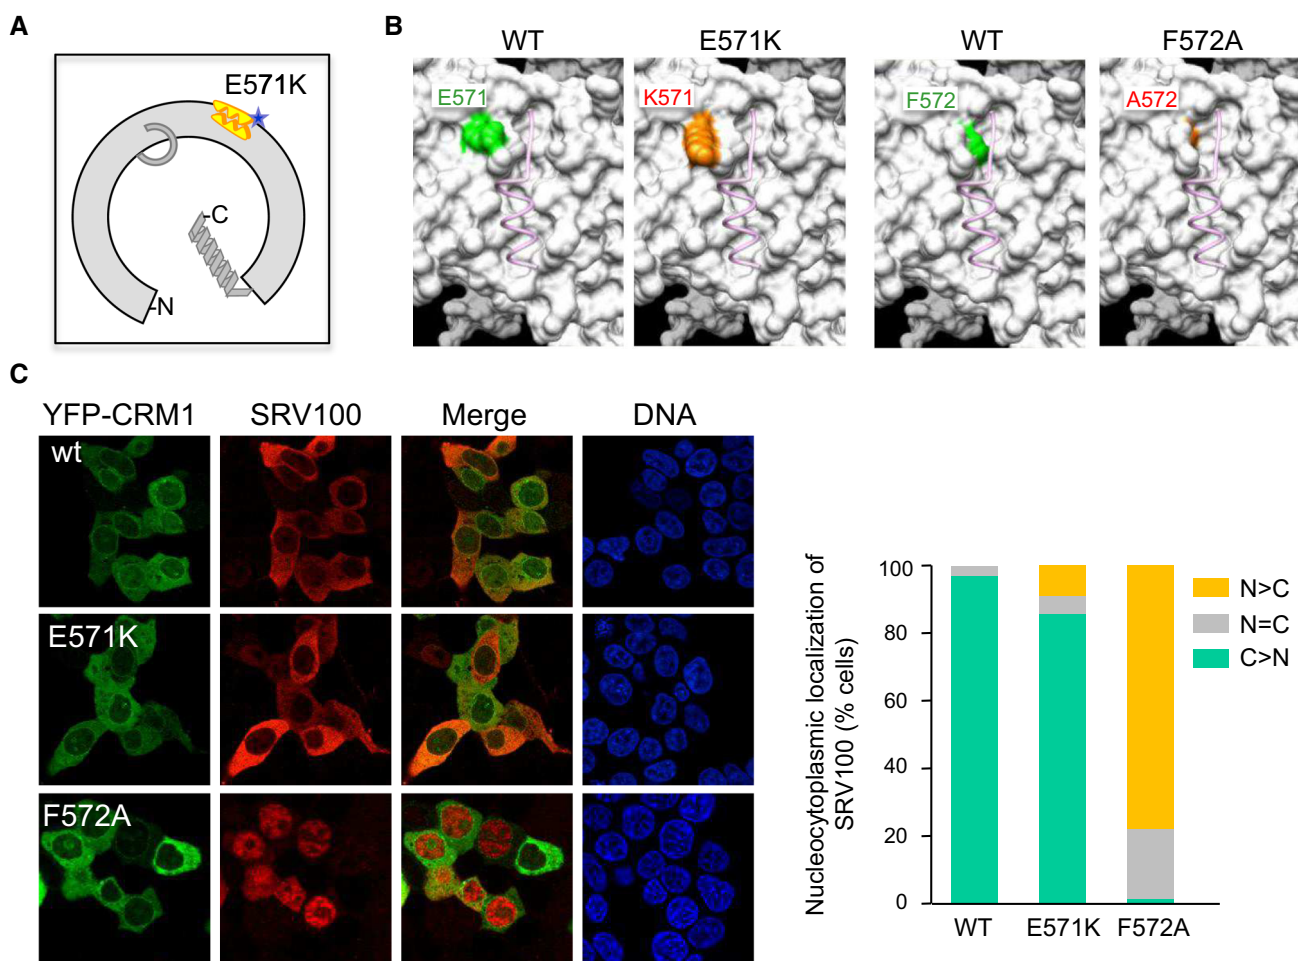 A
E571K
-C
-N
B
WT
E571K
WT
F572A
E571
K571
F572
A572
C
YFP-CRM1
SRV100
Merge
DNA
wt
E571K
F572A
Nucleocytoplasmic localization of
SRV100 (% cells)
100
80
60
40
20
0
WT
E571K
F572A
N>C
N=C
C>N